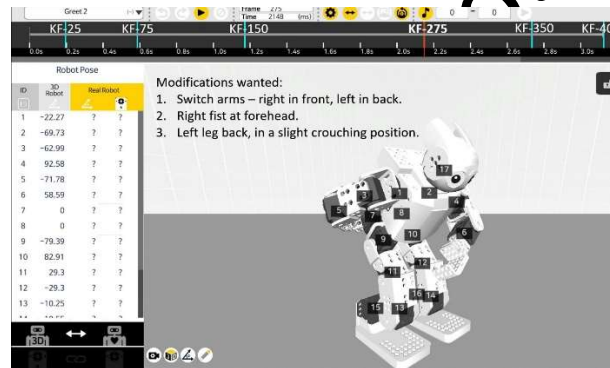 Greet 2
Frame 275
Time 2148 (ms)
0 - 0
KF-25 KF-75 KF-150 KF-275 KF-350 KF-40
0.0s 0.2s 0.4s 0.6s 0.8s 1.0s 1.2s 1.4s 1.6s 1.8s 2.0s 2.2s 2.4s 2.6s 2.8s 3.0s
Robot Pose
ID 3D Robot Real Robot
1 -22.27 ? ?
2 -69.73 ? ?
3 -62.99 ? ?
4 92.58 ? ?
5 -71.78 ? ?
6 58.59 ? ?
7 0 ? ?
8 0 ? ?
9 -79.39 ? ?
10 82.91 ? ?
11 29.3 ? ?
12 -29.3 ? ?
13 -10.25 ? ?
3D
Modifications wanted:
1. Switch arms – right in front, left in back.
2. Right fist at forehead.
3. Left leg back, in a slight crouching position.
17
3 1 2 4
5 7 8
9 10 6
11 12
16 14
15 13